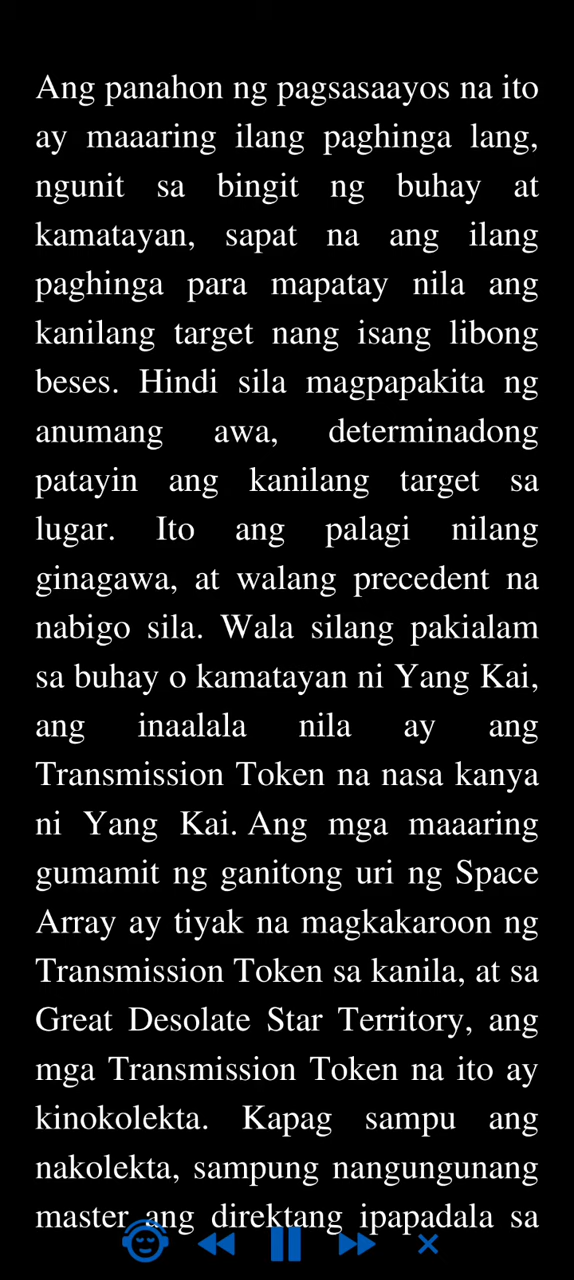 Ang panahon ng pagsasaayos na ito
ay maaaring ilang paghinga lang,
ngunit sa bingit ng buhay at
kamatayan, sapat na ang ilang
paghinga para mapatay nila ang
kanilang target nang isang libong
beses. Hindi sila magpapakita ng
anumang awa, determinadong
patayin ang kanilang target sa
lugar. Ito ang palagi nilang
ginagawa, at walang precedent na
nabigo sila. Wala silang pakialam
sa buhay o kamatayan ni Yang Kai,
ang inaalala nila ay ang
Transmission Token na nasa kanya
ni Yang Kai. Ang mga maaaring
gumamit ng ganitong uri ng Space
Array ay tiyak na magkakaroon ng
Transmission Token sa kanila, at sa
Great Desolate Star Territory, ang
mga Transmission Token na ito ay
kinokolekta. Kapag sampu ang
nakolekta, sampung nangungunang
master ang direktang ipapadala sa